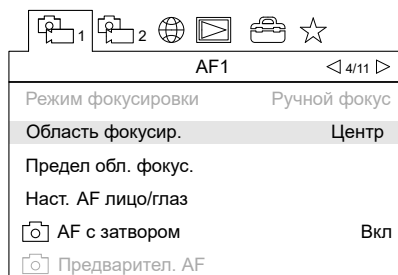 1 2
AF1 4/11
Режим фокусировки Ручной фокус
Область фокусир. Центр
Предел обл. фокус.
Наст. AF лицо/глаз
AF с затвором Вкл
Предварител. AF